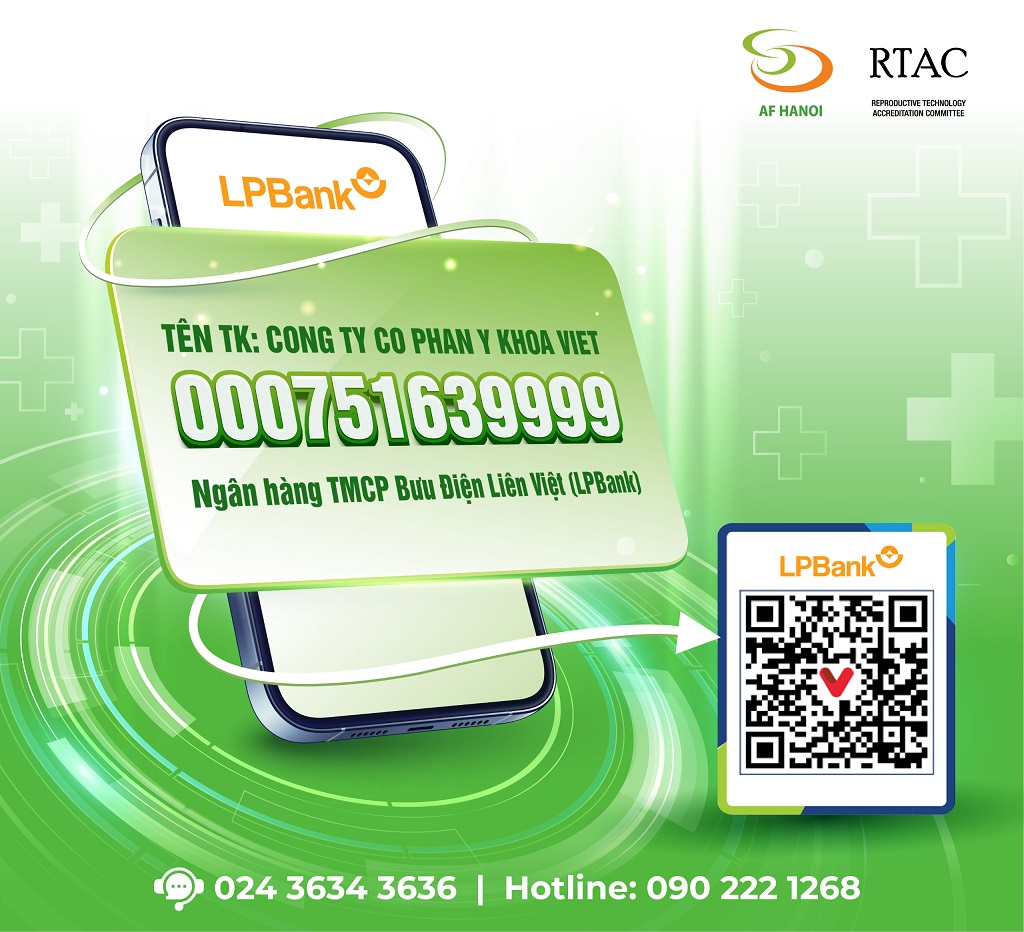 AF HANOI
RTAC
REPRODUCTIVE TECHNOLOGY
ACCREDITATION COMMITTEE
LPBank
TÊN TK: CONG TY CO PHAN Y KHOA VIET
000751639999
Ngân hàng TMCP Bưu Điện Liên Việt (LPBank)
LPBank
024 3634 3636 | Hotline: 090 222 1268